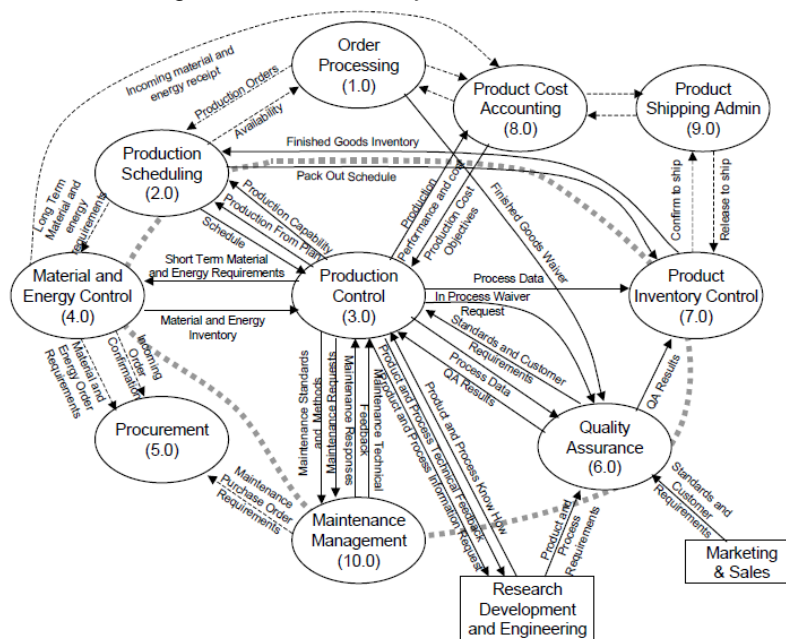 Order
Processing
(1.0)
Incoming material and
energy receipt
Production Orders
Availability
Product Cost
Accounting
(8.0)
Product
Shipping Admin
(9.0)
Production
Scheduling
(2.0)
Finished Goods Inventory
Pack Out Schedule
Long Term
Material and
energy
requirements
Production Capability
Production From Plan
Schedule
Production
Performance and cost
Production Cost
Objectives
Finished Goods Waiver
Confirm to ship
Release to ship
Material and
Energy Control
(4.0)
Short Term Material
and Energy Requirements
Material and Energy
Inventory
Production
Control
(3.0)
Process Data
In Process Waiver
Request
Product
Inventory Control
(7.0)
Standards and Customer
Requirements
Process Data
QA Results
QA Results
Incoming
Order
Confirmation
Material and
Energy Order
Requirements
Procurement
(5.0)
Maintenance
Purchase Order
Requirements
Maintenance Standards
and Methods
Maintenance Requests
Maintenance Responses
Maintenance Technical
Feedback
Product and Process Know How
Product and Process Technical Feedback
Product and Process Information Request
Quality
Assurance
(6.0)
Maintenance
Management
(10.0)
Product and
Process
Requirements
Standards and
Customer
Requirements
Marketing
& Sales
Research
Development
and Engineering